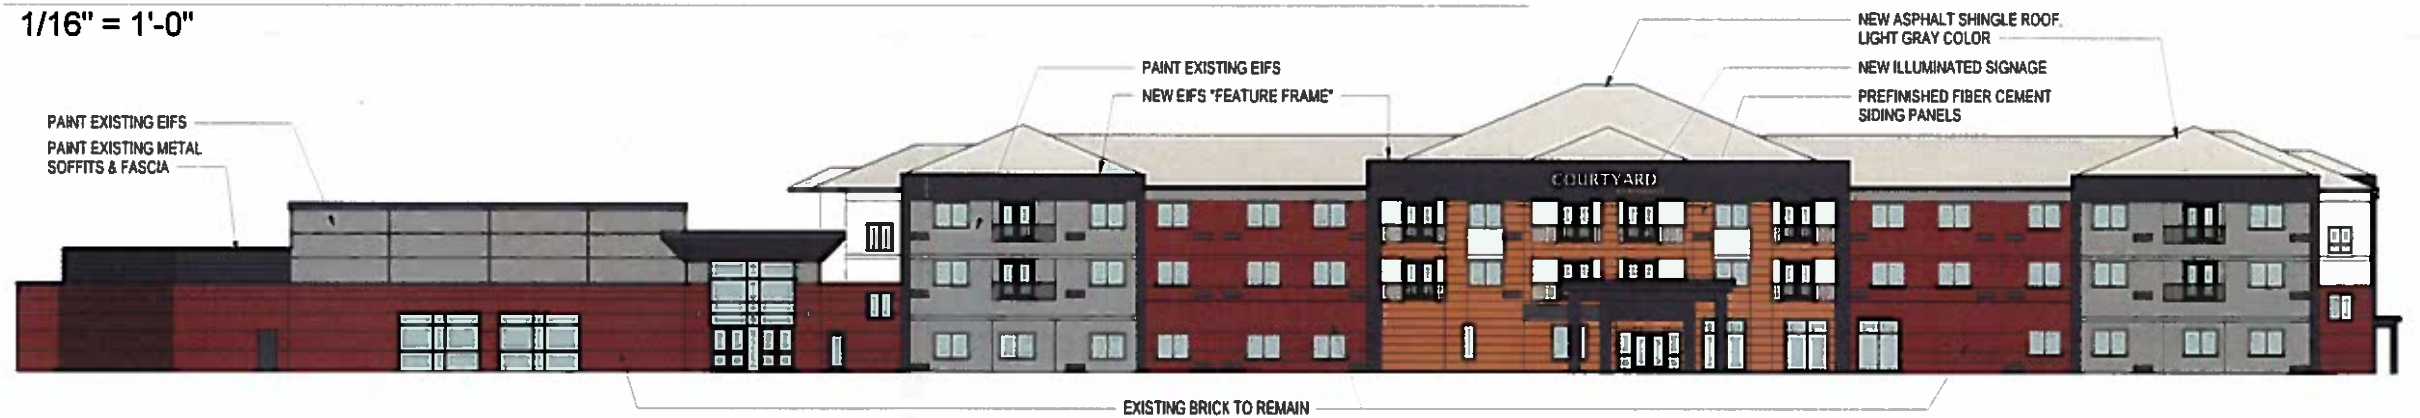 1/16" = 1'-0"
PAINT EXISTING EIFS
PAINT EXISTING METAL
SOFFITS & FASCIA
PAINT EXISTING EIFS
NEW EIFS "FEATURE FRAME"
NEW ASPHALT SHINGLE ROOF,
LIGHT GRAY COLOR
NEW ILLUMINATED SIGNAGE
PREFINISHED FIBER CEMENT
SIDING PANELS
COURTYARD
EXISTING BRICK TO REMAIN